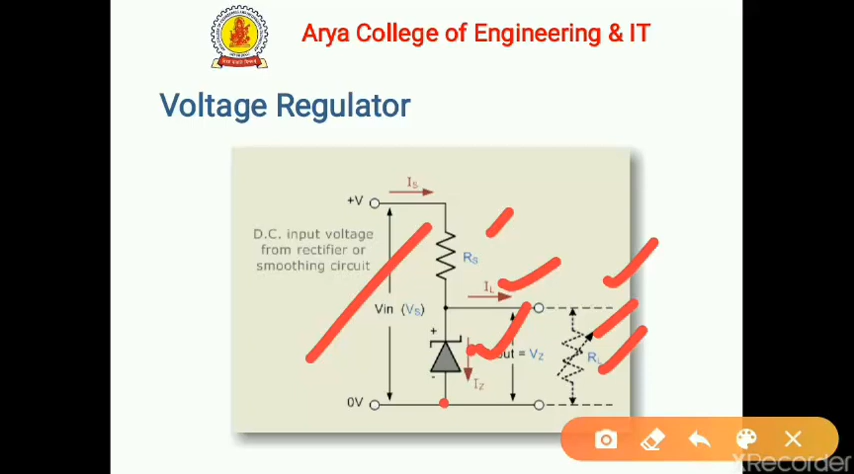 Arya College of Engineering & IT
Voltage Regulator
IS
+V
D.C. input voltage
from rectifier or
smoothing circuit
RS
IL
Vin (VS)
+
out = VZ
RL
-
IZ
0V
XRecorder